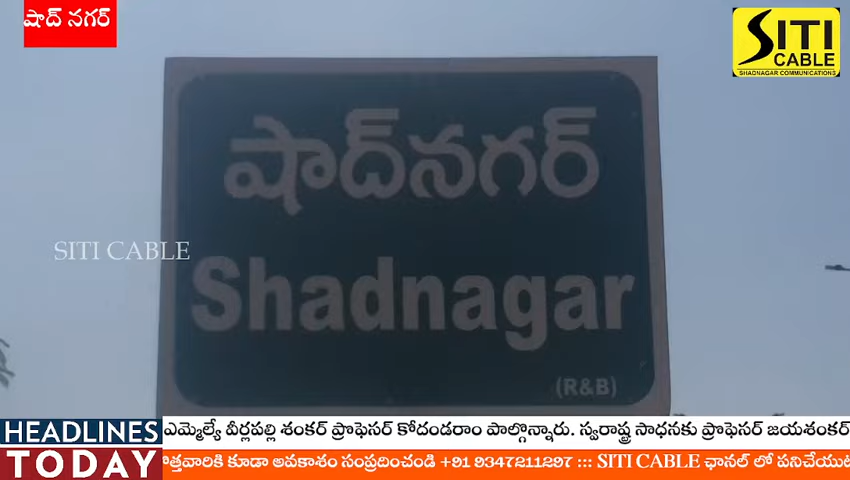 షాద్ నగర్
SITI
CABLE
SHADNAGAR COMMUNICATIONS
షాద్‌నగర్
SITI CABLE
Shadnagar
(R&B)
HEADLINES
TODAY
ఎమ్మెల్యే వీర్లపల్లి శంకర్ ప్రొఫెసర్ కోదండరాం పాల్గొన్నారు. స్వరాష్ట్ర సాధనకు ప్రొఫెసర్ జయశంకర్
త్తవారికి కూడా అవకాశం సంప్రదించండి +91 9347211297 ::: SITI CABLE ఛానల్ లో పనిచేయుట